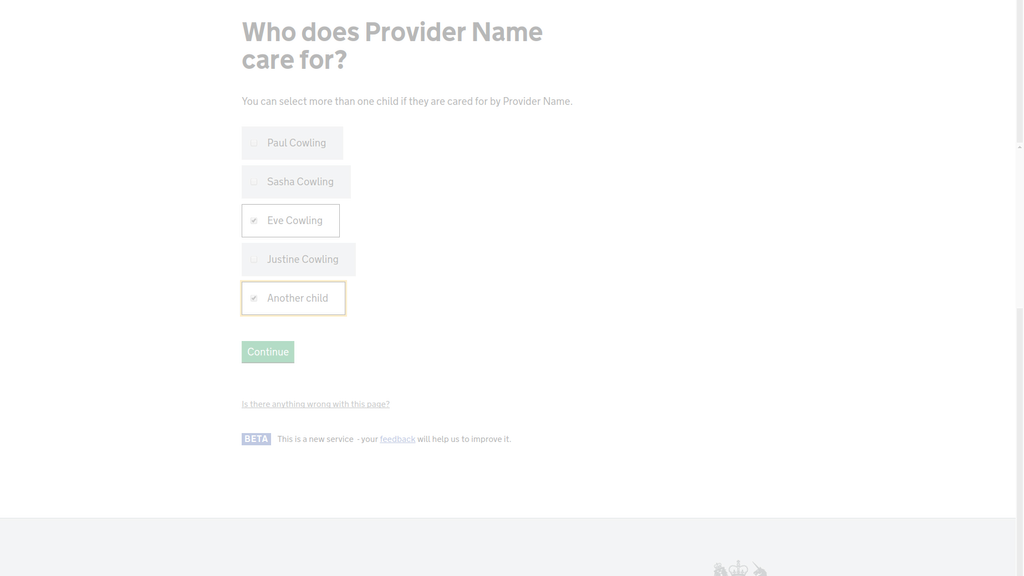 Who does Provider Name
care for?
You can select more than one child if they are cared for by Provider Name.
Paul Cowling
Sasha Cowling
Eve Cowling
Justine Cowling
Another child
Continue
Is there anything wrong with this page?
BETA This is a new service - your feedback will help us to improve it.